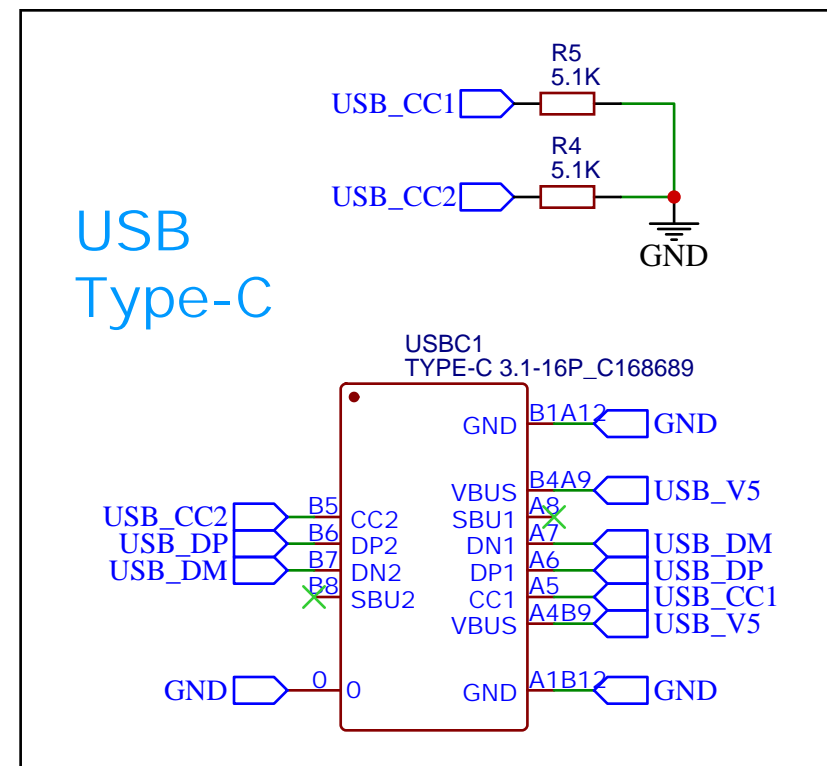 R5
5.1K
USB_CC1
R4
5.1K
USB_CC2
GND
USB
Type-C
USBC1
TYPE-C 3.1-16P_C168689
GND B1A12 GND
VBUS B4A9 USB_V5
SBU1 A8
USB_CC2 B5 CC2
DN1 A7 USB_DM
USB_DP B6 DP2
DP1 A6 USB_DP
USB_DM B7 DN2
CC1 A5 USB_CC1
B8 SBU2
VBUS A4B9 USB_V5
GND 0 0
GND A1B12 GND